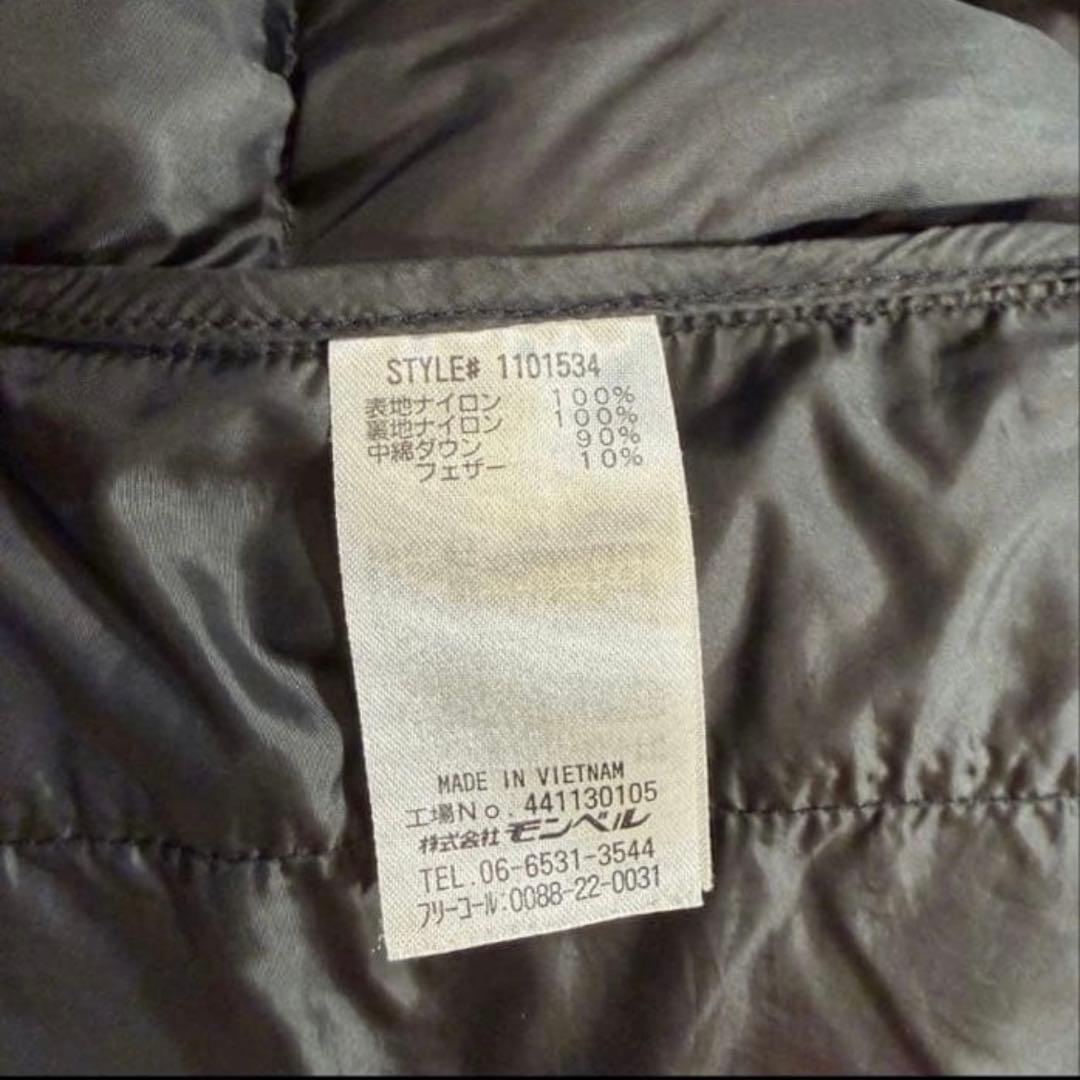 STYLE# 1101534
表地ナイロン 100%
裏地ナイロン 100%
中綿ダウン 90%
フェザー 10%
MADE IN VIETNAM
工場No. 441130105
株式会社 モンベル
TEL. 06-6531-3544
フリーコール:0088-22-0031